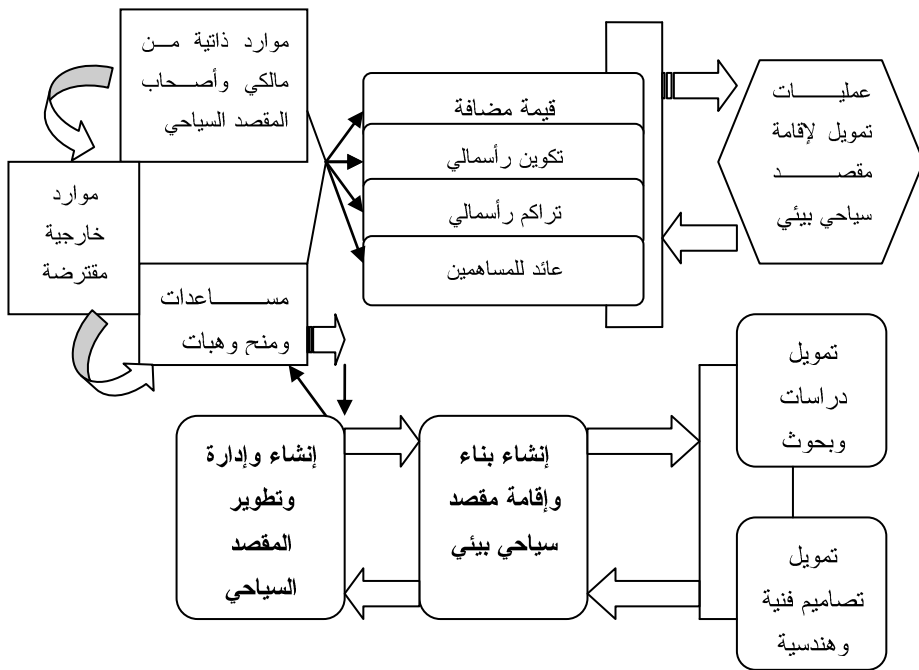 موارد ذاتية من
مالكي وأصحاب
المقصد السياحي
موارد
خارجية
مقترضة
مساعدات
ومنح وهبات
قيمة مضافة
تكوين رأسمالي
تراكم رأسمالي
عائد للمساهمين
عمليات
تمويل لإقامة
مقصد
سياحي بيئي
إنشاء وإدارة
وتطوير
المقصد
السياحي
إنشاء بناء
وإقامة مقصد
سياحي بيئي
تمويل
دراسات
وبحوث
تمويل
تصاميم فنية
وهندسية